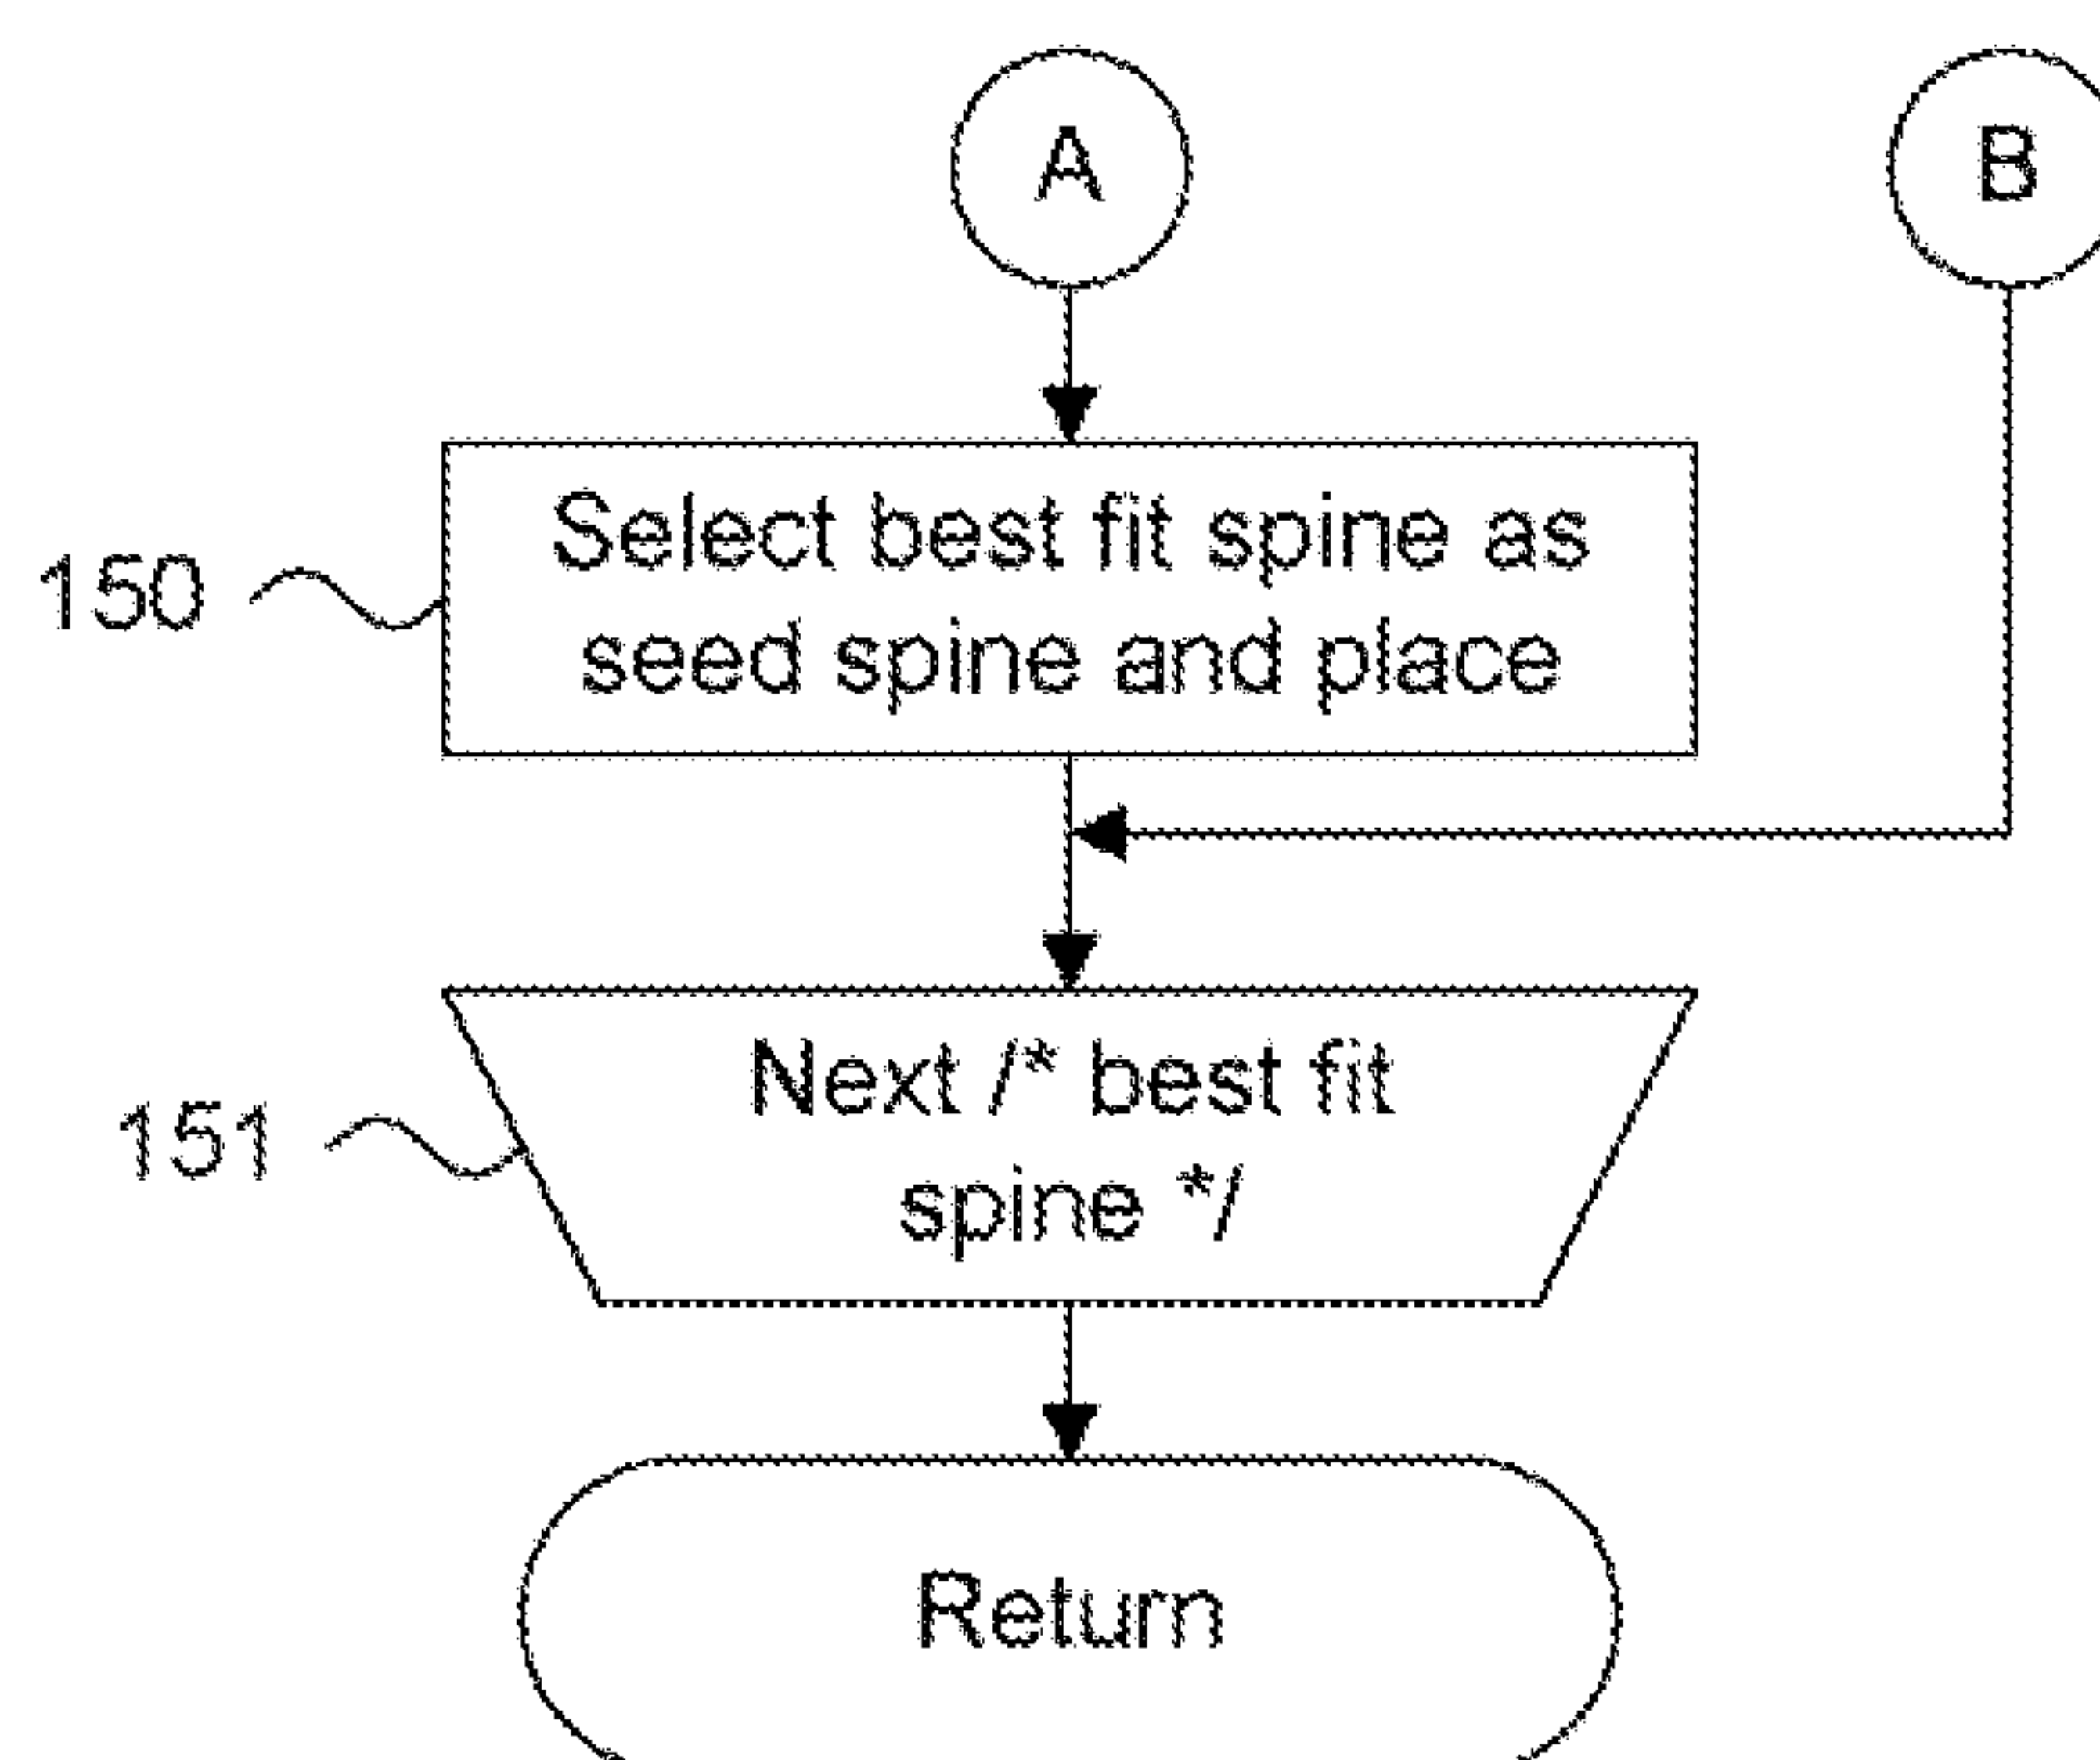 A
B
150
Select best fit spine as
seed spine and place
151
Next /* best fit
spine */
Return